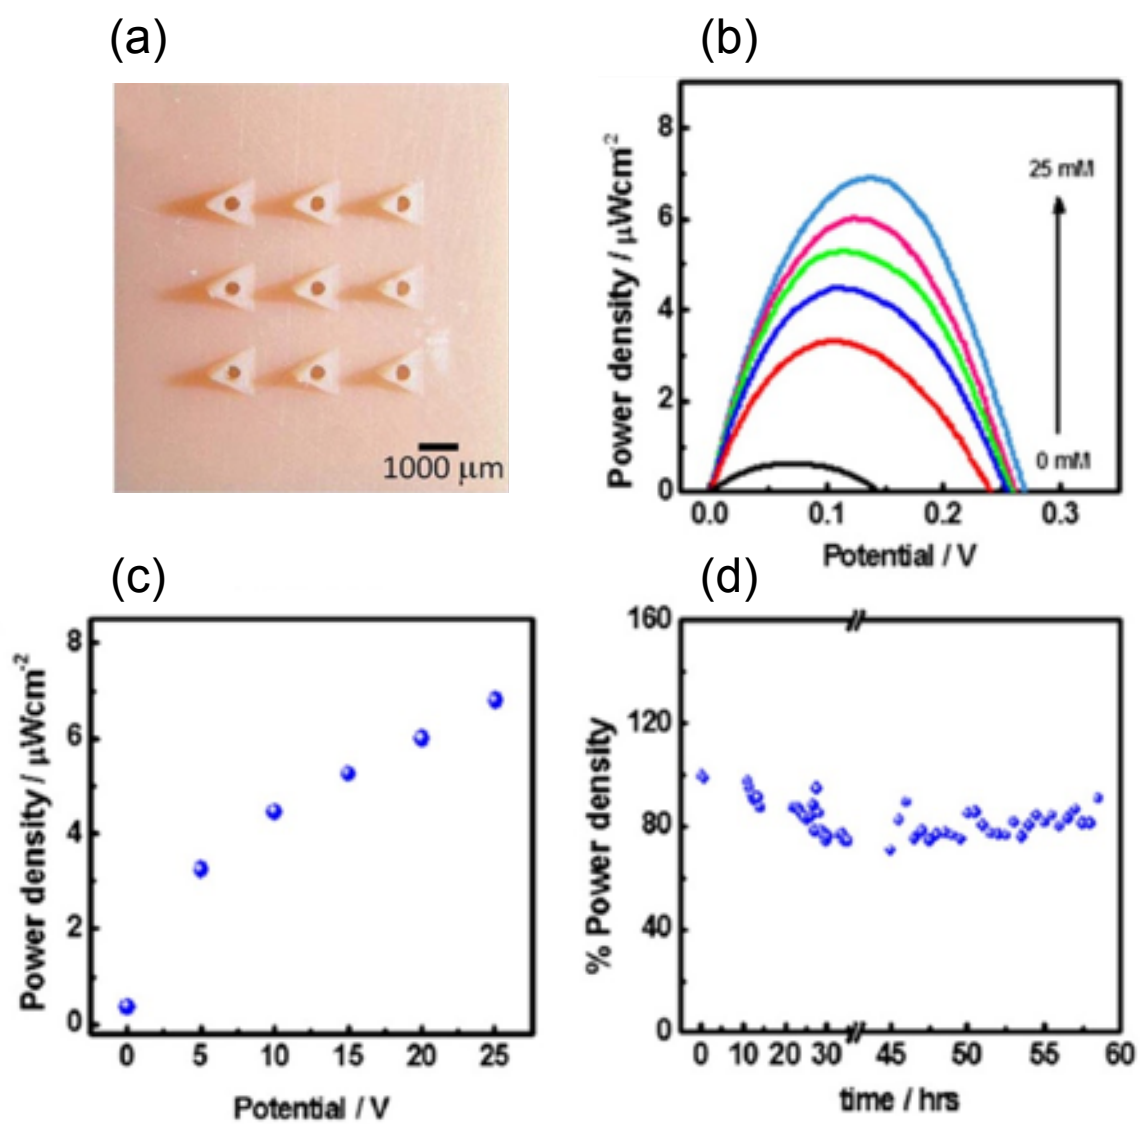 (a)
1000 μm
(b)
Power density / μWcm-2
8
6
4
2
0
25 mM
0 mM
0.0 0.1 0.2 0.3
Potential / V
(c)
Power density / μWcm-2
8
6
4
2
0
0 5 10 15 20 25
Potential / V
(d)
% Power density
160
120
80
40
0
0 10 20 30 45 50 55 60
time / hrs